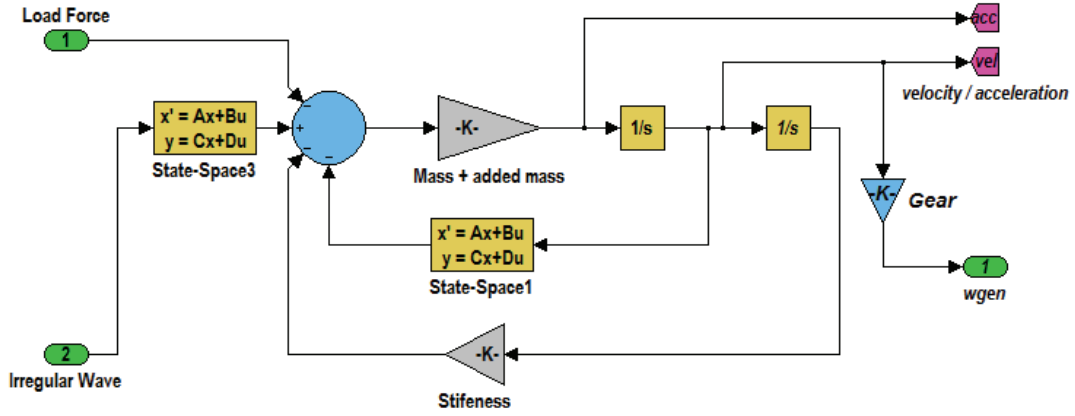 Load Force
1
acc
vel
velocity / acceleration
x' = Ax+Bu
y = Cx+Du
State-Space3
−
+
−
−
-K-
Mass + added mass
1/s
1/s
-K-
Gear
x' = Ax+Bu
y = Cx+Du
State-Space1
1
wgen
2
Irregular Wave
-K-
Stifeness